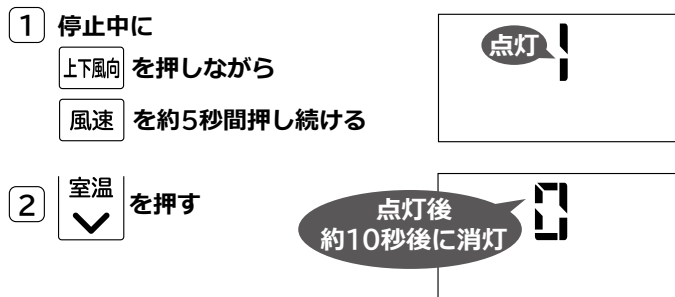 1 停止中に
上下風向 を押しながら
風速 を約5秒間押し続ける
点灯
1
2 室温 を押す
点灯後
約10秒後に消灯
0